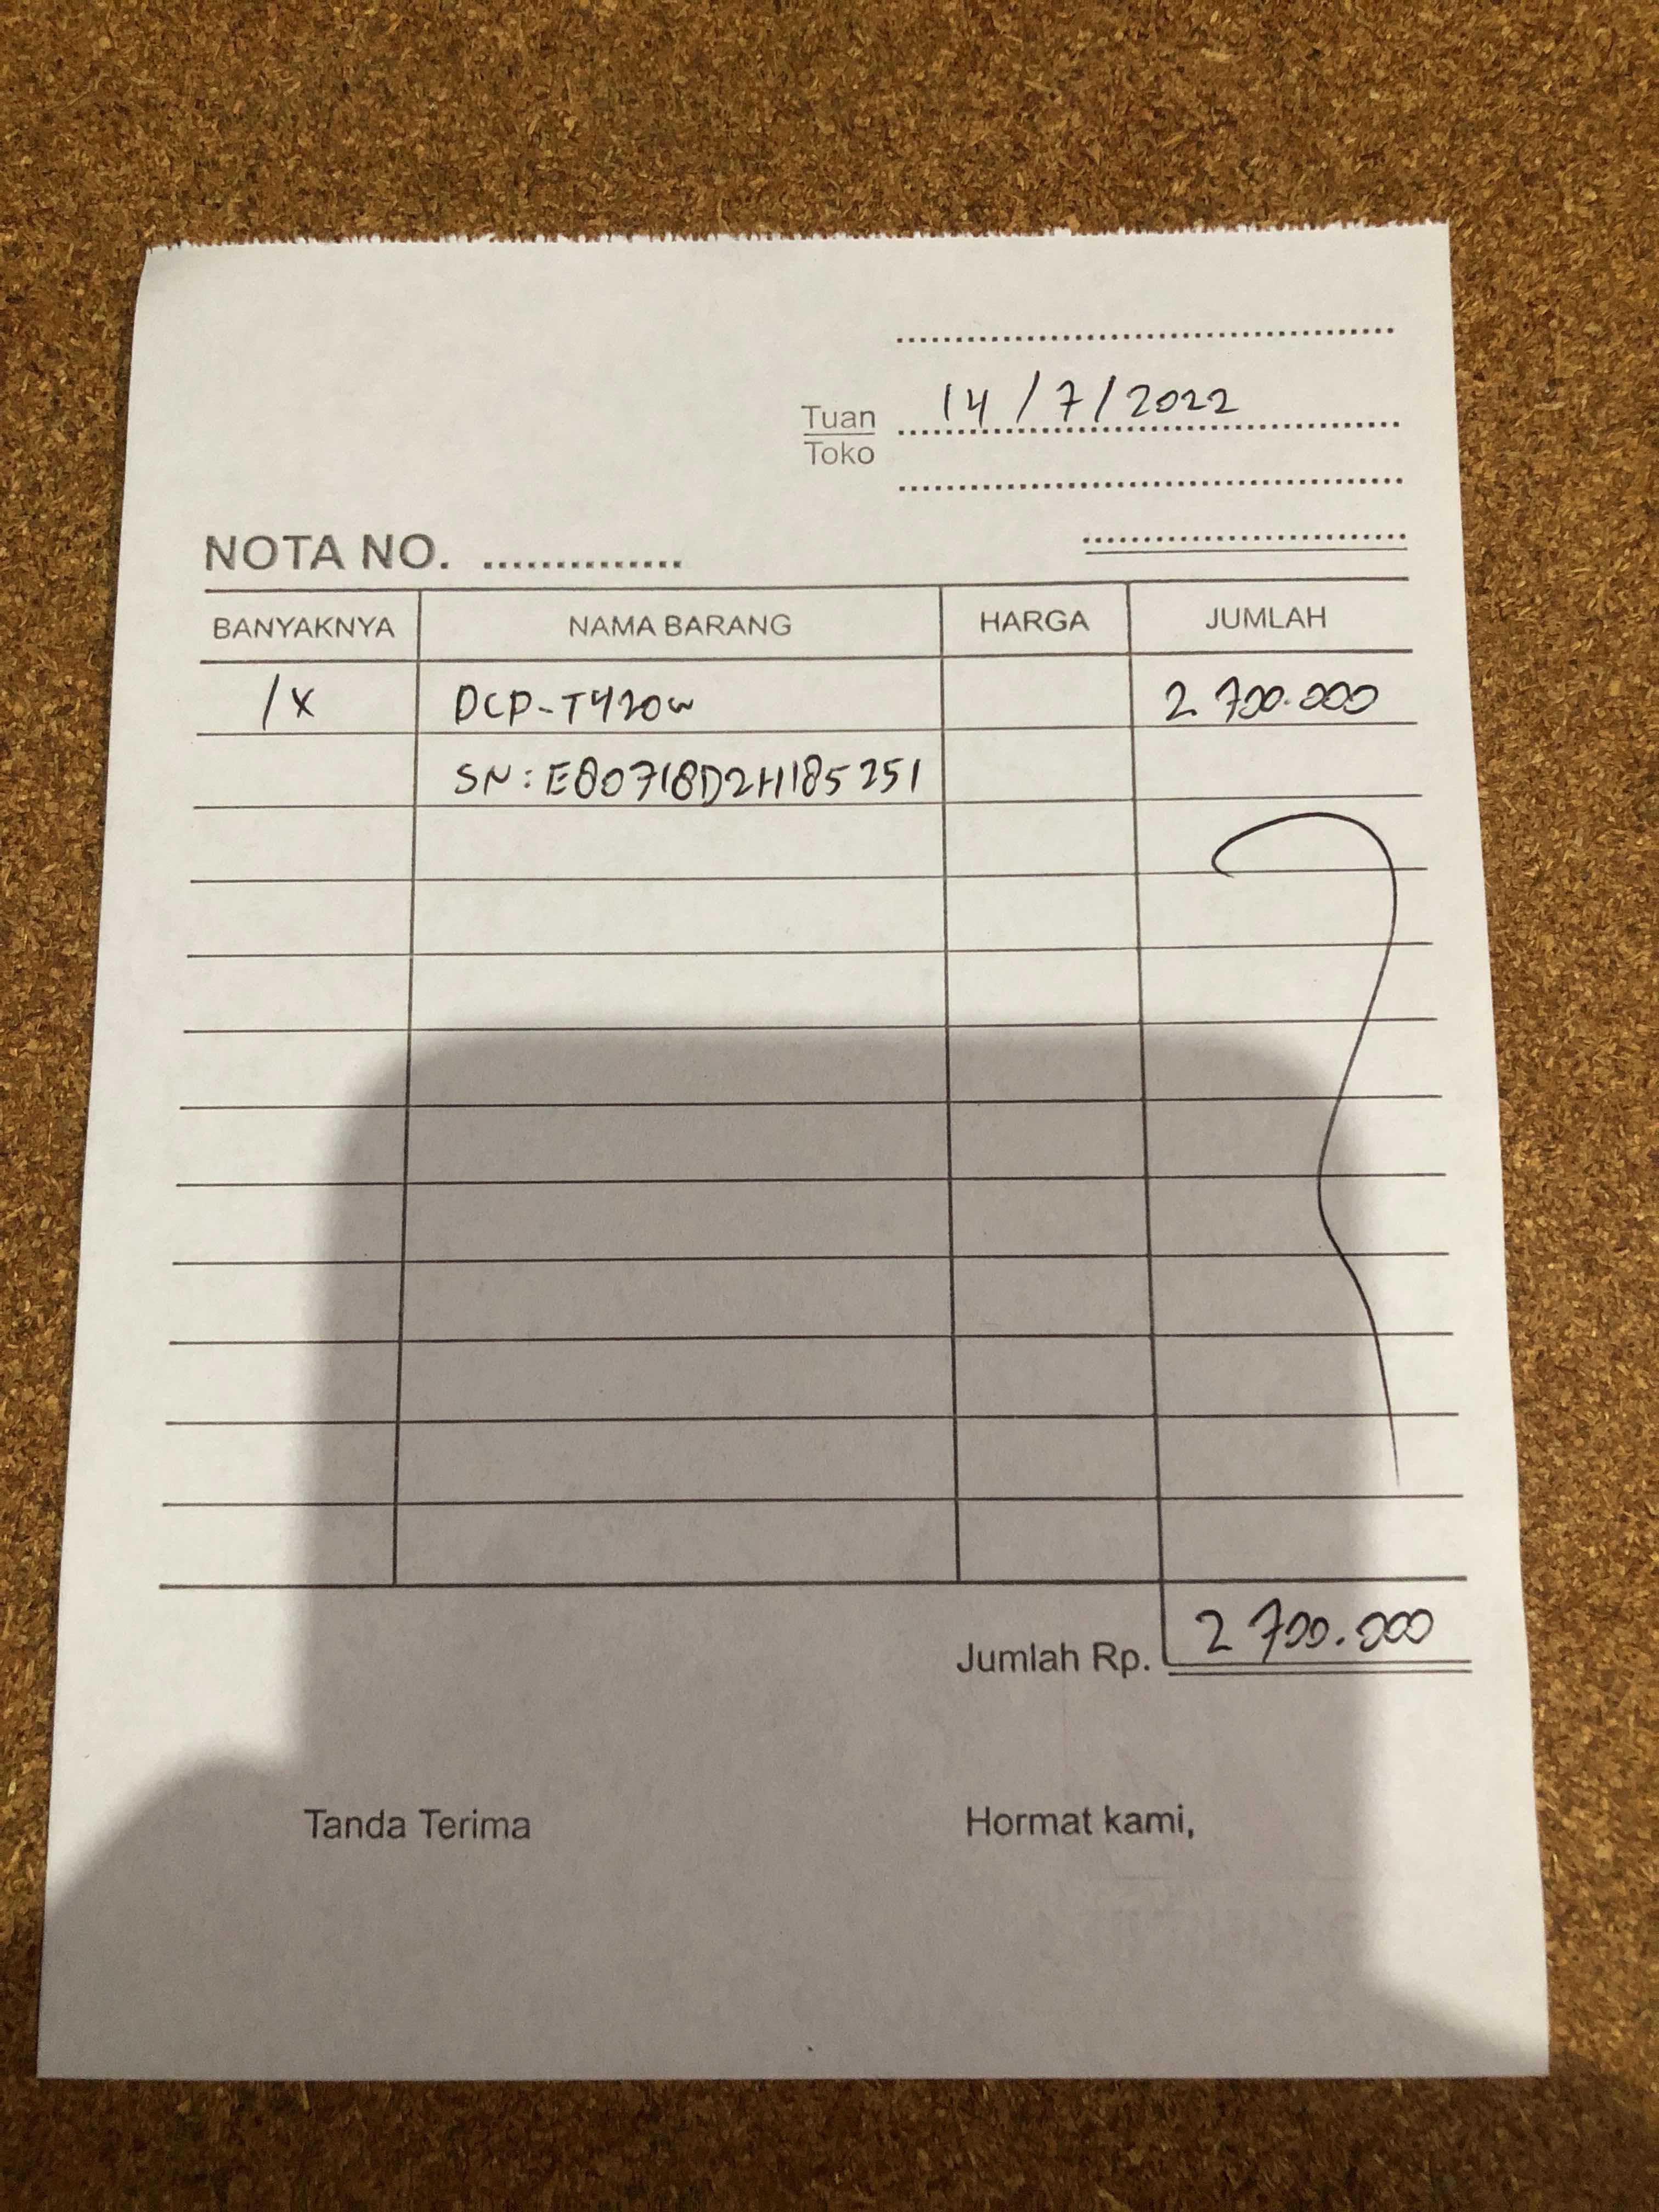 14/7/2022
Tuan
Toko
NOTA NO. ..............
BANYAKNYA NAMA BARANG HARGA JUMLAH
1x DCP-T420w 2 700.000
SN: E80718D2H185251
Jumlah Rp. 2 700.000
Tanda Terima Hormat kami,